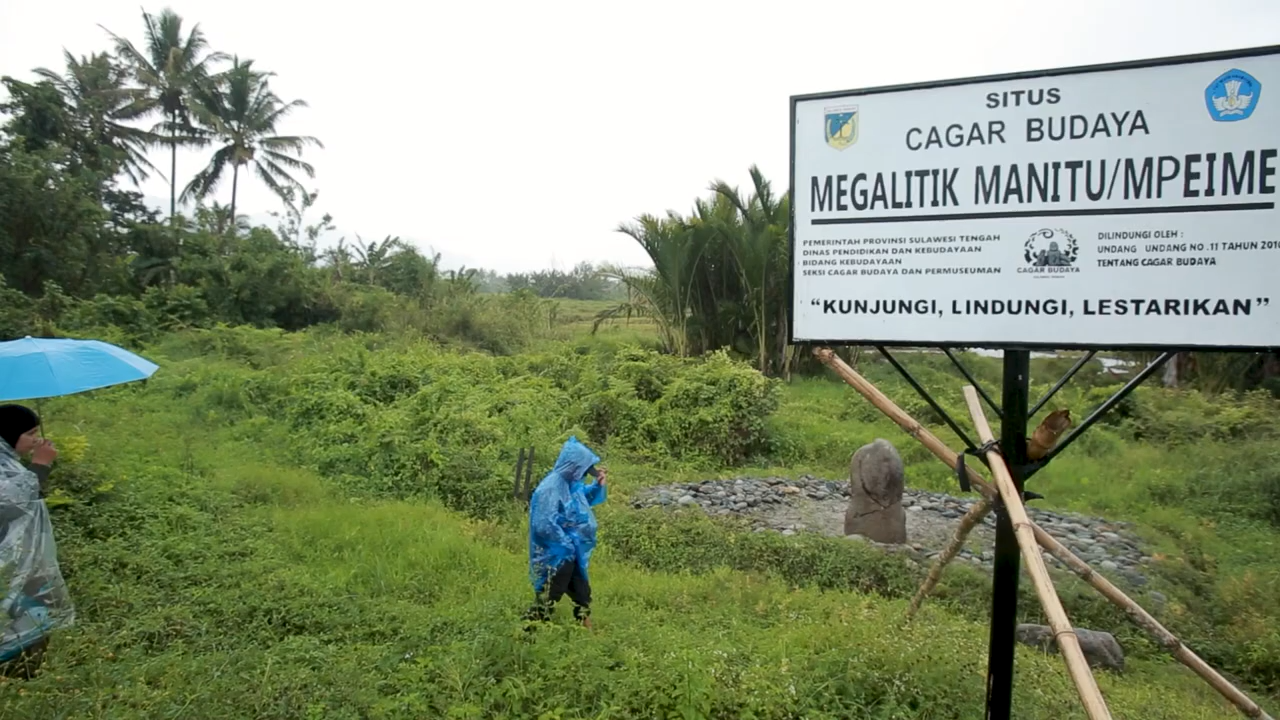 SITUS
CAGAR BUDAYA
MEGALITIK MANITU/MPEIME
PEMERINTAH PROVINSI SULAWESI TENGAH
DINAS PENDIDIKAN DAN KEBUDAYAAN
BIDANG KEBUDAYAAN
SEKSI CAGAR BUDAYA DAN PERMUSEUMAN
CAGAR BUDAYA
DILINDUNGI OLEH :
UNDANG UNDANG NO .11 TAHUN 2010
TENTANG CAGAR BUDAYA
“KUNJUNGI, LINDUNGI, LESTARIKAN”